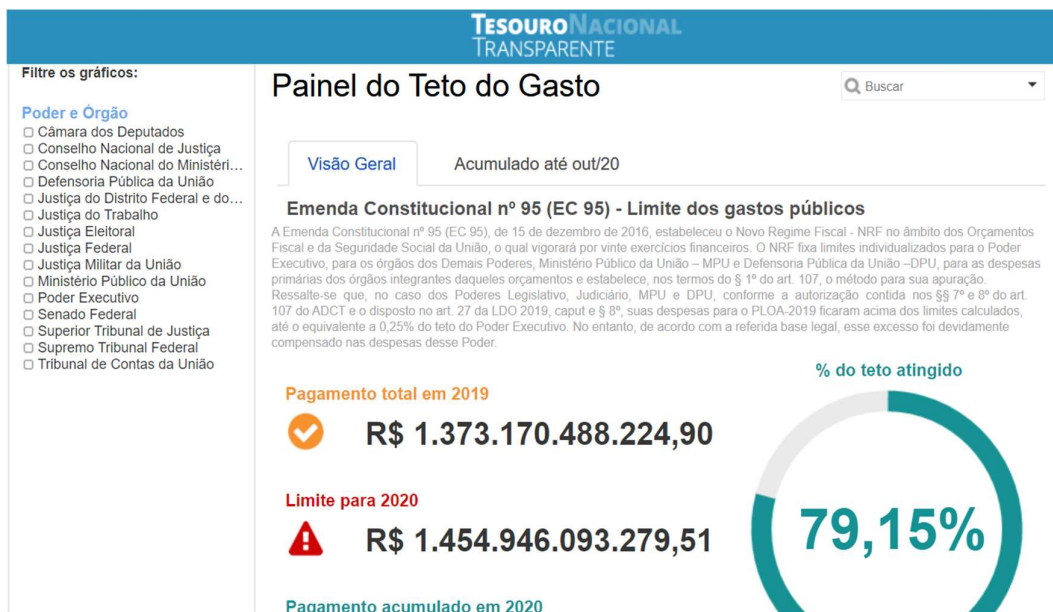 TESOURO NACIONAL
TRANSPARENTE
Filtre os gráficos:
Poder e Órgão
Câmara dos Deputados
Conselho Nacional de Justiça
Conselho Nacional do Ministéri...
Defensoria Pública da União
Justiça do Distrito Federal e do...
Justiça do Trabalho
Justiça Eleitoral
Justiça Federal
Justiça Militar da União
Ministério Público da União
Poder Executivo
Senado Federal
Superior Tribunal de Justiça
Supremo Tribunal Federal
Tribunal de Contas da União
Painel do Teto do Gasto
Buscar
Visão Geral
Acumulado até out/20
Emenda Constitucional nº 95 (EC 95) - Limite dos gastos públicos
A Emenda Constitucional nº 95 (EC 95), de 15 de dezembro de 2016, estabeleceu o Novo Regime Fiscal - NRF no âmbito dos Orçamentos
Fiscal e da Seguridade Social da União, o qual vigorará por vinte exercícios financeiros. O NRF fixa limites individualizados para o Poder
Executivo, para os órgãos dos Demais Poderes, Ministério Público da União – MPU e Defensoria Pública da União –DPU, para as despesas
primárias dos órgãos integrantes daqueles orçamentos e estabelece, nos termos do § 1º do art. 107, o método para sua apuração.
Ressalte-se que, no caso dos Poderes Legislativo, Judiciário, MPU e DPU, conforme a autorização contida nos §§ 7º e 8º do art.
107 do ADCT e o disposto no art. 27 da LDO 2019, caput e § 8º, suas despesas para o PLOA-2019 ficaram acima dos limites calculados,
até o equivalente a 0,25% do teto do Poder Executivo. No entanto, de acordo com a referida base legal, esse excesso foi devidamente
compensado nas despesas desse Poder.
Pagamento total em 2019
R$ 1.373.170.488.224,90
Limite para 2020
R$ 1.454.946.093.279,51
Pagamento acumulado em 2020
% do teto atingido
79,15%